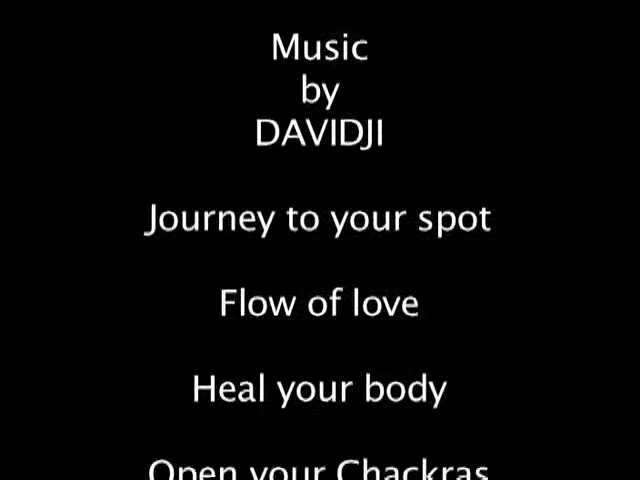 Music
by
DAVIDJI
Journey to your spot
Flow of love
Heal your body
Open your Chackras